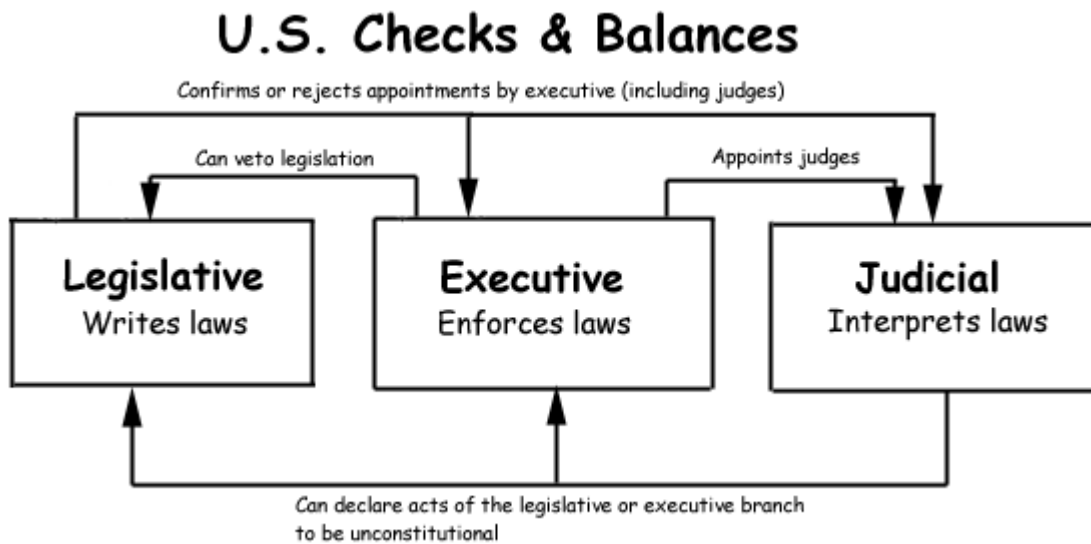 U.S. Checks & Balances
Confirms or rejects appointments by executive (including judges)
Can veto legislation
Appoints judges
Legislative
Writes laws
Executive
Enforces laws
Judicial
Interprets laws
Can declare acts of the legislative or executive branch
to be unconstitutional